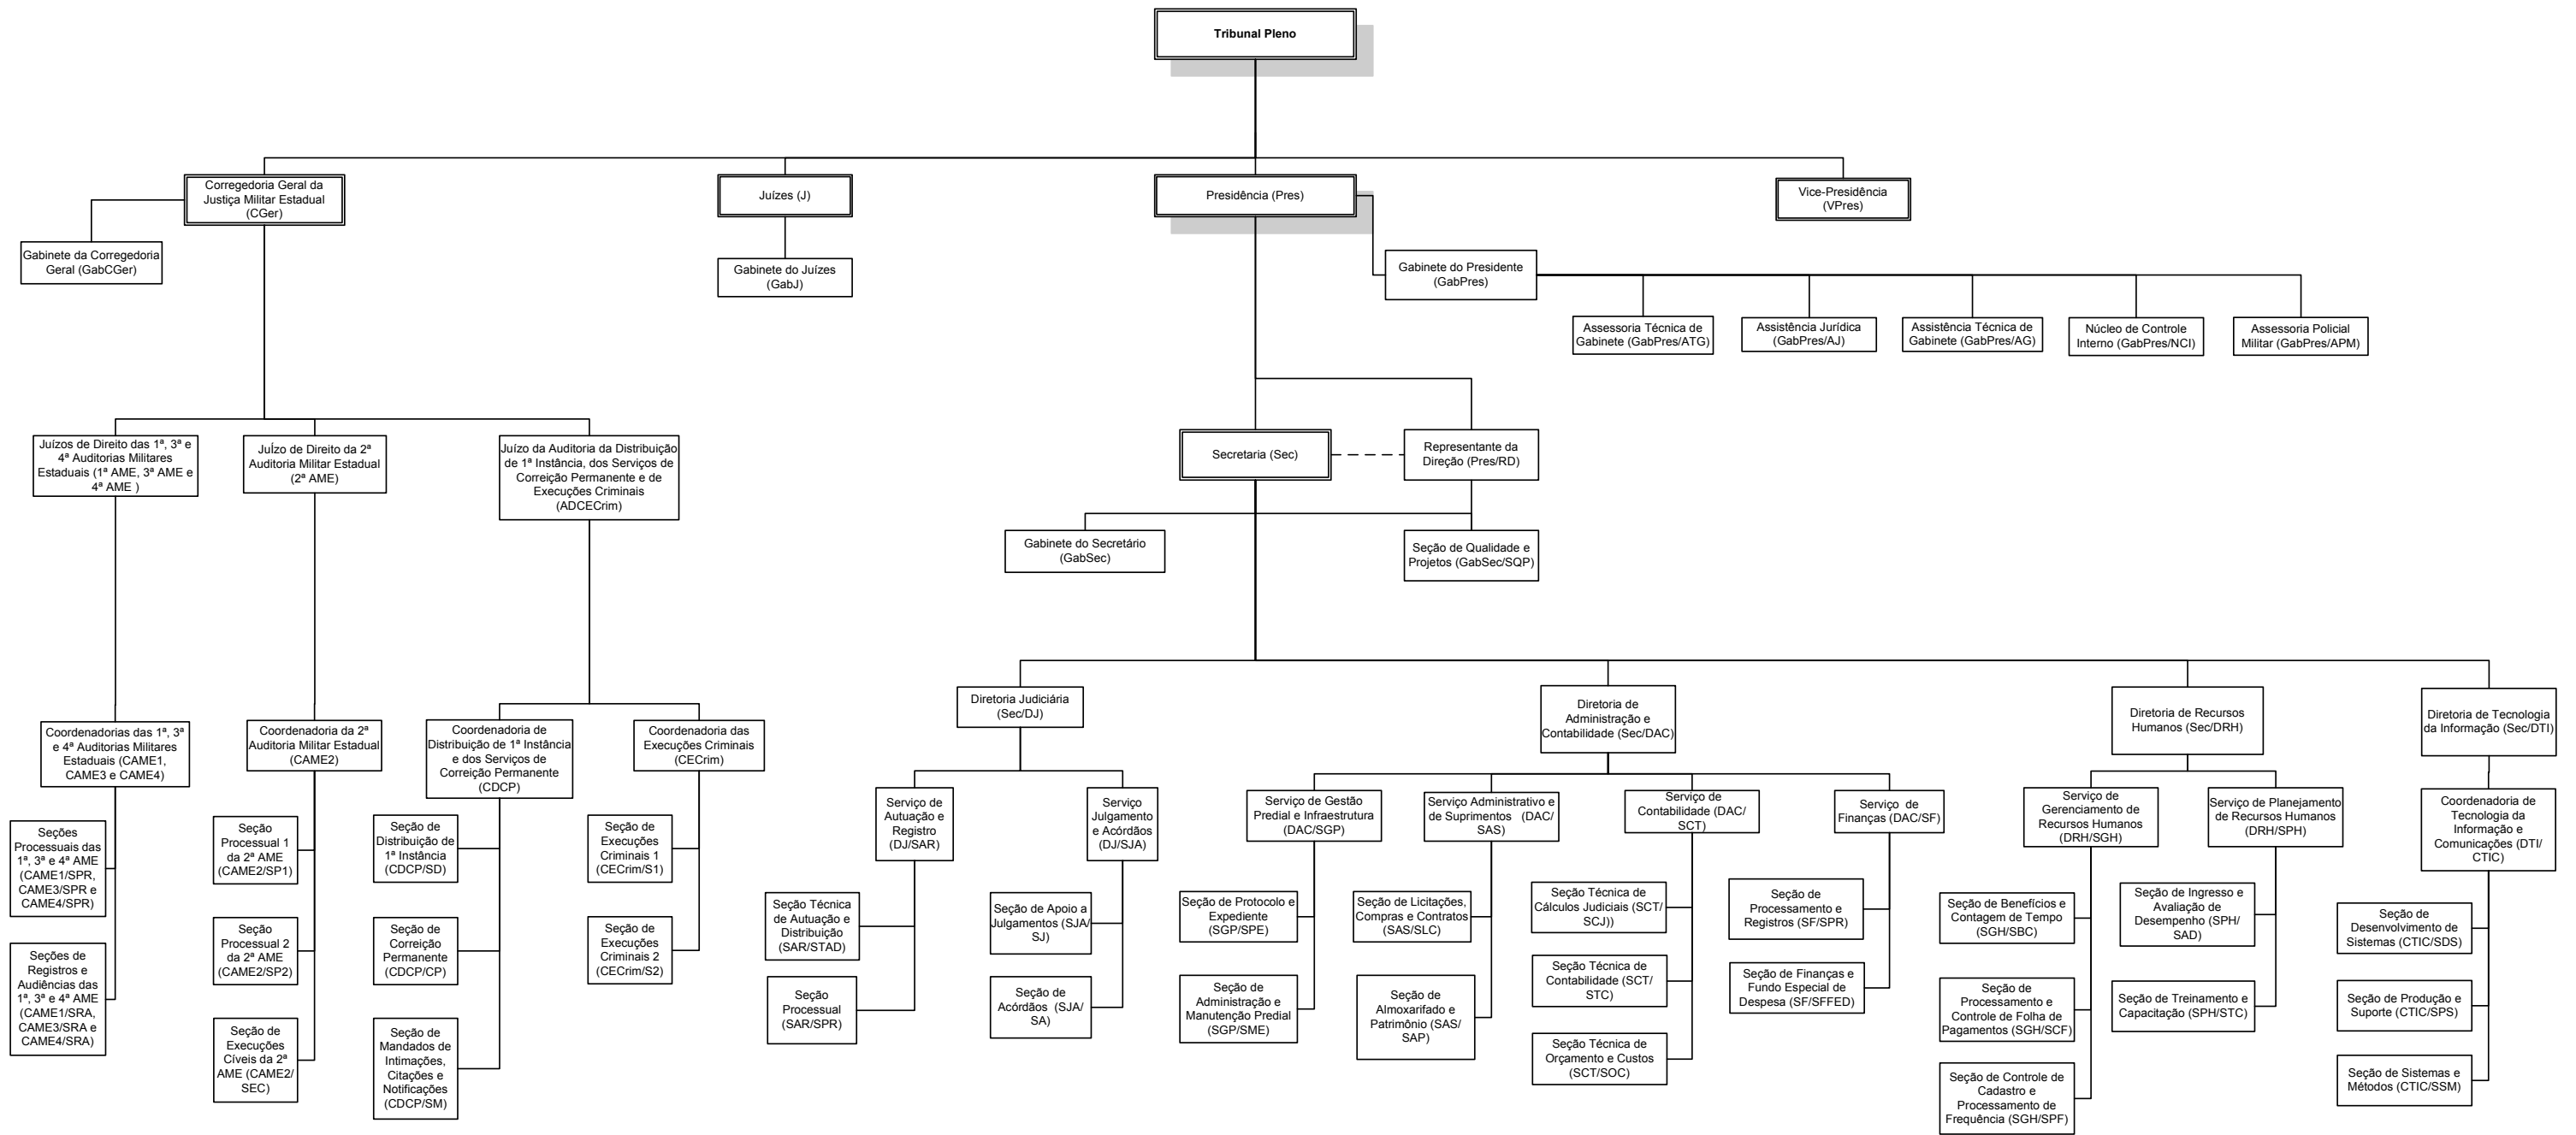 Tribunal Pleno
Corregedoria Geral da
Justiça Militar Estadual
(CGer)
Juízes (J)
Presidência (Pres)
Vice-Presidência
(VPres)
Gabinete da Corregedoria
Geral (GabCGer)
Gabinete do Juízes
(GabJ)
Gabinete do Presidente
(GabPres)
Assessoria Técnica de
Gabinete (GabPres/ATG)
Assistência Jurídica
(GabPres/AJ)
Assistência Técnica de
Gabinete (GabPres/AG)
Núcleo de Controle
Interno (GabPres/NCI)
Assessoria Policial
Militar (GabPres/APM)
Juízos de Direito das 1ª, 3ª e
4ª Auditorias Militares
Estaduais (1ª AME, 3ª AME e
4ª AME )
JuÍzo de Direito da 2ª
Auditoria Militar Estadual
(2ª AME)
Juízo da Auditoria da Distribuição
de 1ª Instância, dos Serviços de
Correição Permanente e de
Execuções Criminais
(ADCECrim)
Secretaria (Sec)
Representante da
Direção (Pres/RD)
Gabinete do Secretário
(GabSec)
Seção de Qualidade e
Projetos (GabSec/SQP)
Coordenadorias das 1ª, 3ª
e 4ª Auditorias Militares
Estaduais (CAME1,
CAME3 e CAME4)
Coordenadoria da 2ª
Auditoria Militar Estadual
(CAME2)
Coordenadoria de
Distribuição de 1ª Instância
e dos Serviços de
Correição Permanente
(CDCP)
Coordenadoria das
Execuções Criminais
(CECrim)
Diretoria Judiciária
(Sec/DJ)
Diretoria de
Administração e
Contabilidade (Sec/DAC)
Diretoria de Recursos
Humanos (Sec/DRH)
Diretoria de Tecnologia
da Informação (Sec/DTI)
Seções
Processuais das
1ª, 3ª e 4ª AME
(CAME1/SPR,
CAME3/SPR e
CAME4/SPR)
Seção
Processual 1
da 2ª AME
(CAME2/SP1)
Seção de
Distribuição de
1ª Instância
(CDCP/SD)
Seção de
Execuções
Criminais 1
(CECrim/S1)
Serviço de
Autuação e
Registro
(DJ/SAR)
Serviço
Julgamento
e Acórdãos
(DJ/SJA)
Serviço de Gestão
Predial e Infraestrutura
(DAC/SGP)
Serviço Administrativo e
de Suprimentos (DAC/
SAS)
Serviço de
Contabilidade (DAC/
SCT)
Serviço de
Finanças (DAC/SF)
Serviço de
Gerenciamento de
Recursos Humanos
(DRH/SGH)
Serviço de Planejamento
de Recursos Humanos
(DRH/SPH)
Coordenadoria de
Tecnologia da
Informação e
Comunicações (DTI/
CTIC)
Seções de
Registros e
Audiências das
1ª, 3ª e 4ª AME
(CAME1/SRA,
CAME3/SRA e
CAME4/SRA)
Seção
Processual 2
da 2ª AME
(CAME2/SP2)
Seção de
Correição
Permanente
(CDCP/CP)
Seção de
Execuções
Criminais 2
(CECrim/S2)
Seção Técnica
de Autuação e
Distribuição
(SAR/STAD)
Seção de Apoio a
Julgamentos (SJA/
SJ)
Seção de Protocolo e
Expediente
(SGP/SPE)
Seção de Licitações,
Compras e Contratos
(SAS/SLC)
Seção Técnica de
Cálculos Judiciais (SCT/
SCJ))
Seção de
Processamento e
Registros (SF/SPR)
Seção de Benefícios e
Contagem de Tempo
(SGH/SBC)
Seção de Ingresso e
Avaliação de
Desempenho (SPH/
SAD)
Seção de
Desenvolvimento de
Sistemas (CTIC/SDS)
Seção de
Execuções
Cíveis da 2ª
AME (CAME2/
SEC)
Seção de
Mandados de
Intimações,
Citações e
Notificações
(CDCP/SM)
Seção
Processual
(SAR/SPR)
Seção de
Acórdãos (SJA/
SA)
Seção de
Administração e
Manutenção Predial
(SGP/SME)
Seção de
Almoxarifado e
Patrimônio (SAS/
SAP)
Seção Técnica de
Contabilidade (SCT/
STC)
Seção de Finanças e
Fundo Especial de
Despesa (SF/SFFED)
Seção de
Processamento e
Controle de Folha de
Pagamentos (SGH/SCF)
Seção de Treinamento e
Capacitação (SPH/STC)
Seção de Produção e
Suporte (CTIC/SPS)
Seção Técnica de
Orçamento e Custos
(SCT/SOC)
Seção de Controle de
Cadastro e
Processamento de
Frequência (SGH/SPF)
Seção de Sistemas e
Métodos (CTIC/SSM)